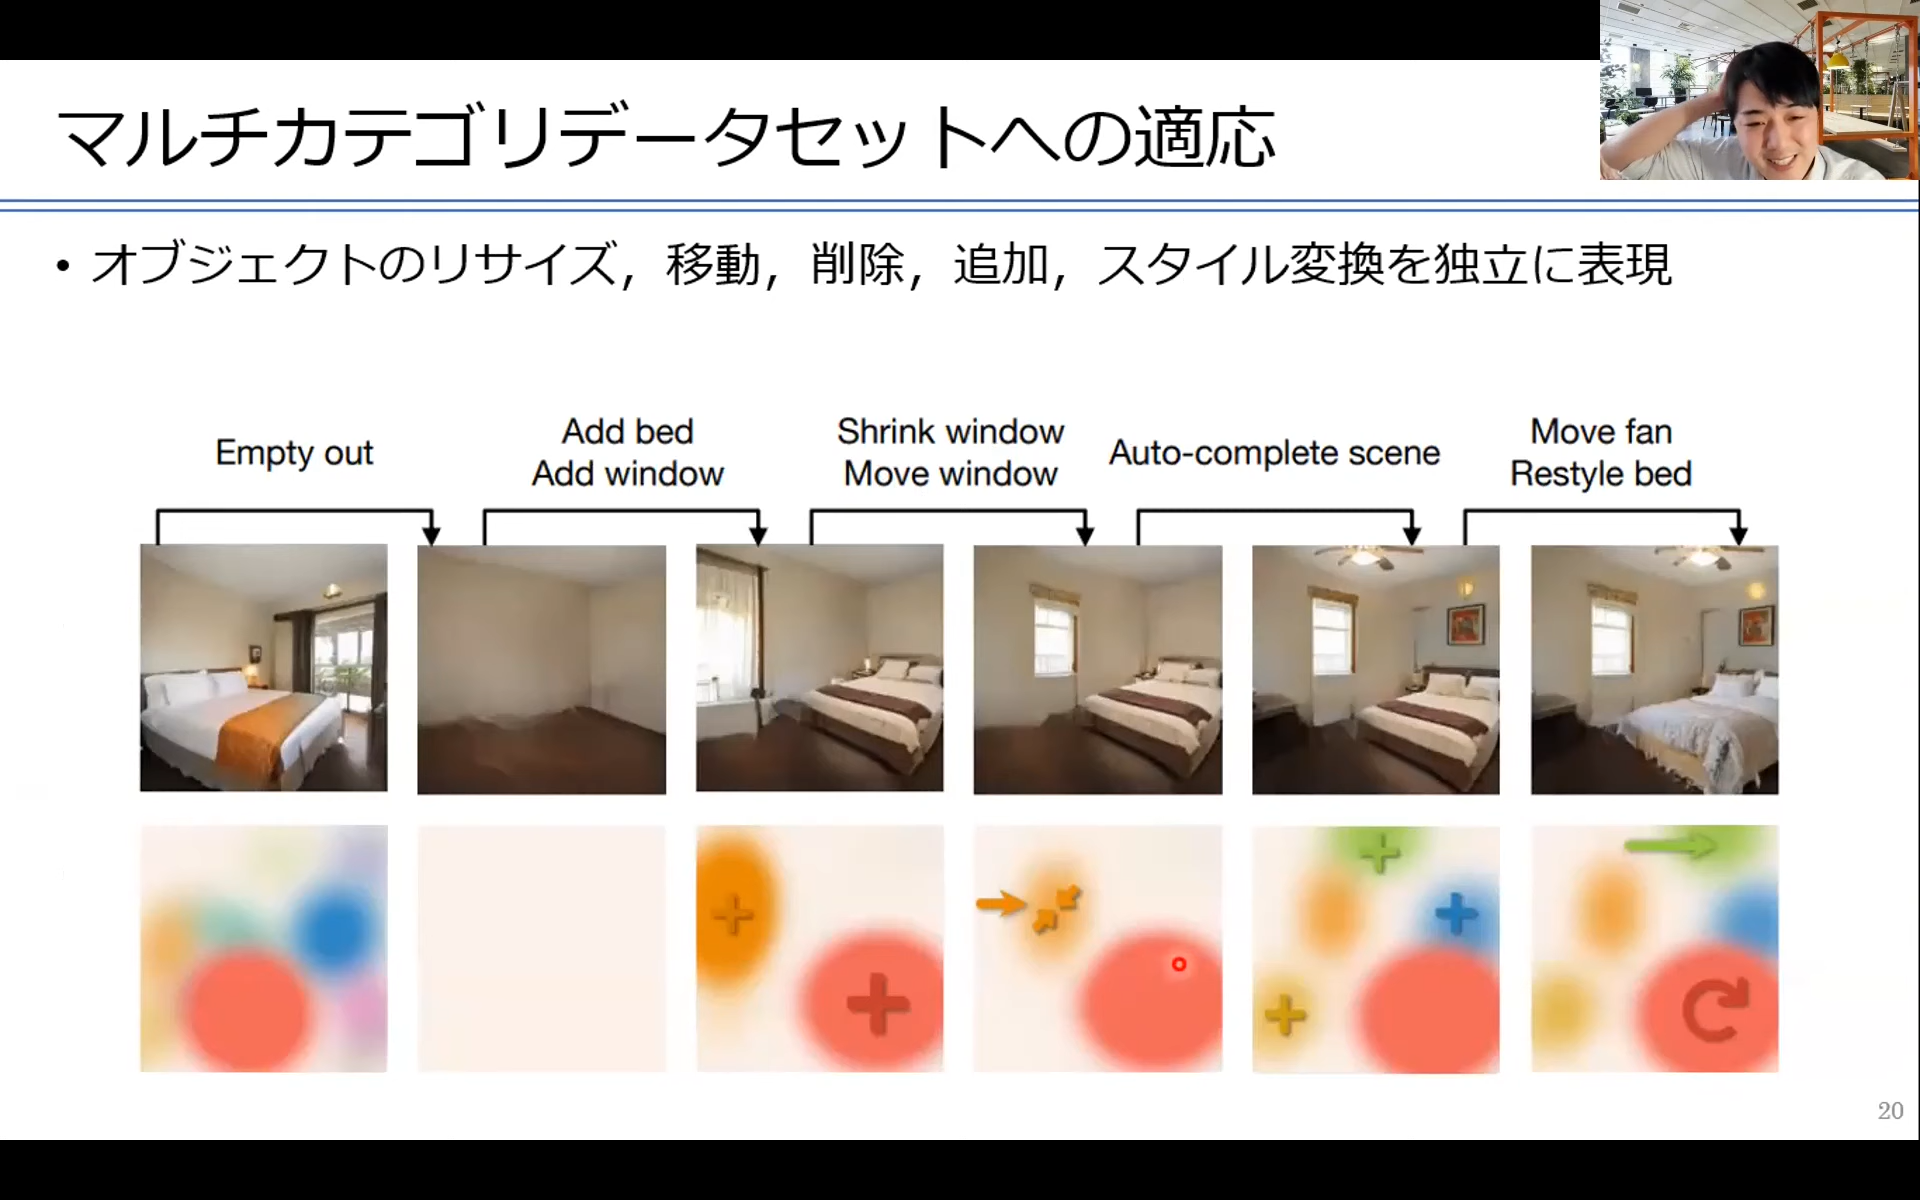 マルチカテゴリデータセットへの適応
• オブジェクトのリサイズ，移動，削除，追加，スタイル変換を独立に表現
Empty out
Add bed
Add window
Shrink window
Move window
Auto-complete scene
Move fan
Restyle bed
20